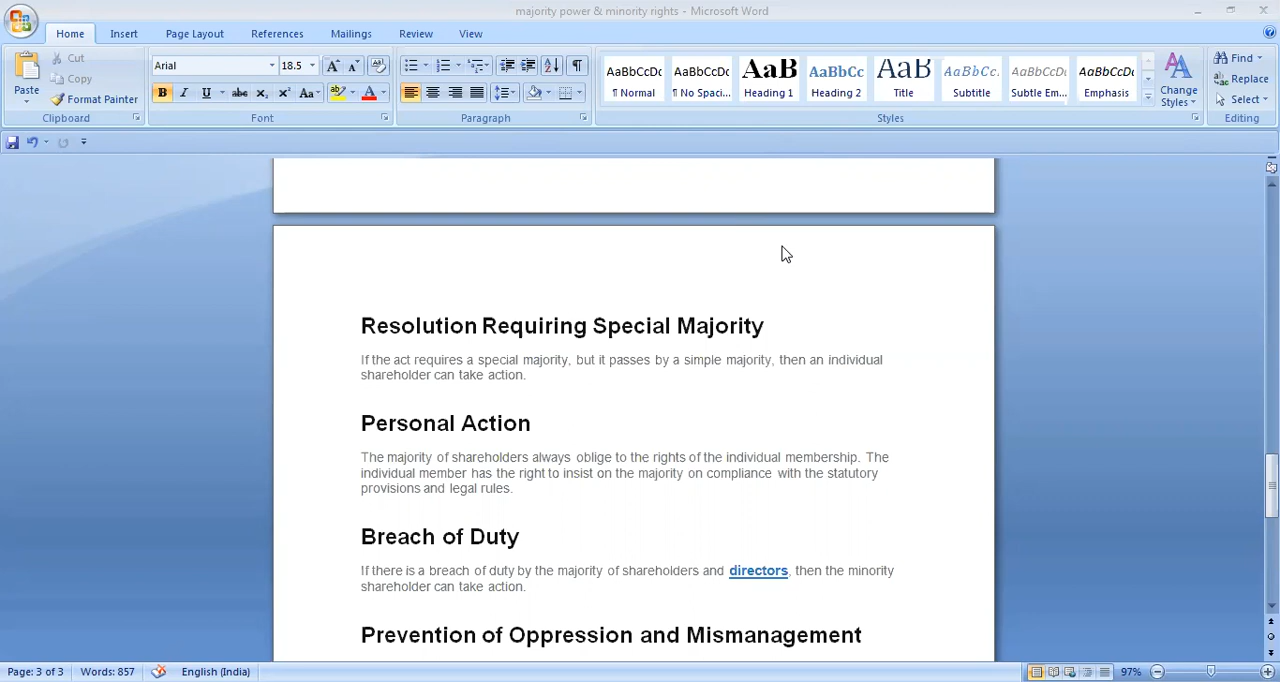 majority power & minority rights - Microsoft Word
Home Insert Page Layout References Mailings Review View
Cut
Copy
Format Painter
Paste
Clipboard
Arial 18.5
B I U abc X₂ X² Aa
Font
Paragraph
AaBbCcDc AaBbCcDc AaB AaBbCc AaB AaBbCc. AaBbCcDc AaBbCcDc
¶ Normal ¶ No Spaci... Heading 1 Heading 2 Title Subtitle Subtle Em... Emphasis
Change
Styles
Styles
Find
Replace
Select
Editing
Resolution Requiring Special Majority
If the act requires a special majority, but it passes by a simple majority, then an individual
shareholder can take action.
Personal Action
The majority of shareholders always oblige to the rights of the individual membership. The
individual member has the right to insist on the majority on compliance with the statutory
provisions and legal rules.
Breach of Duty
If there is a breach of duty by the majority of shareholders and directors, then the minority
shareholder can take action.
Prevention of Oppression and Mismanagement
Page: 3 of 3 Words: 857 English (India) 97%